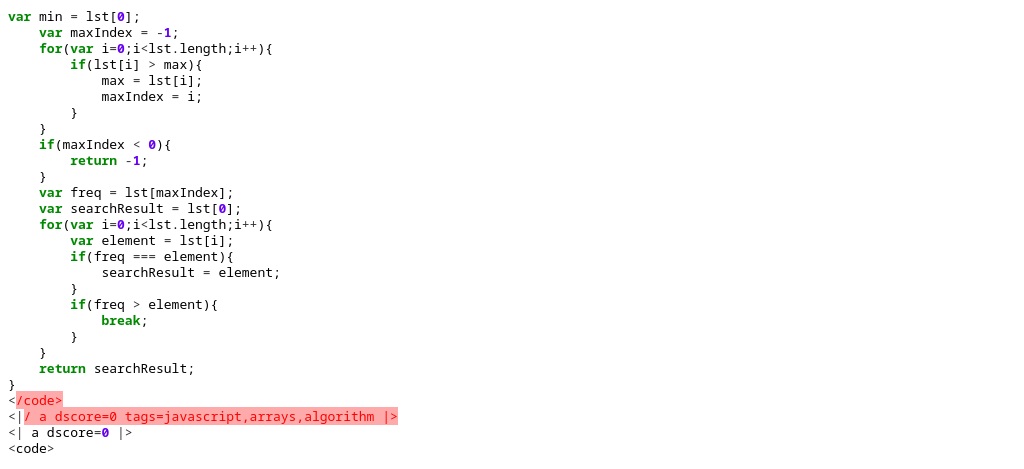 var min = lst[0];
    var maxIndex = -1;
    for(var i=0;i<lst.length;i++){
        if(lst[i] > max){
            max = lst[i];
            maxIndex = i;
        }
    }
    if(maxIndex < 0){
        return -1;
    }
    var freq = lst[maxIndex];
    var searchResult = lst[0];
    for(var i=0;i<lst.length;i++){
        var element = lst[i];
        if(freq === element){
            searchResult = element;
        }
        if(freq > element){
            break;
        }
    }
    return searchResult;
}
</code>
<|/ a dscore=0 tags=javascript,arrays,algorithm |>
<| a dscore=0 |>
<code>